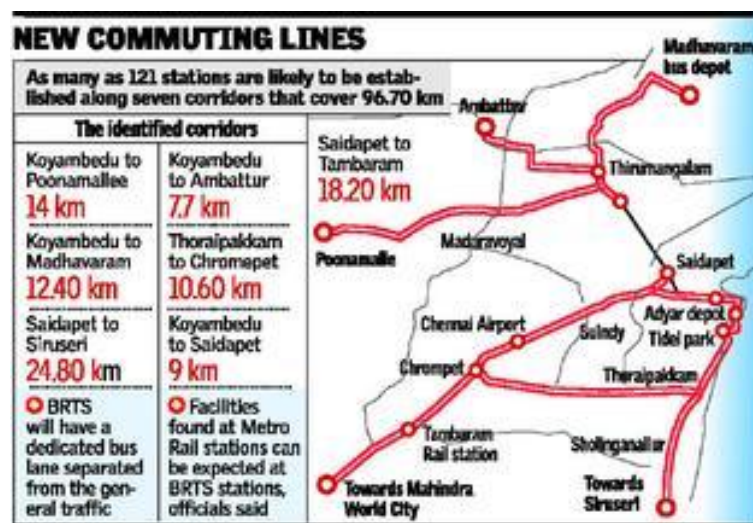 NEW COMMUTING LINES
As many as 121 stations are likely to be estab-
lished along seven corridors that cover 96.70 km
The identified corridors
Koyambedu to
Poonamallee
14 km
Koyambedu
to Ambattur
7.7 km
Saidapet to
Tambaram
18.20 km
Koyambedu to
Madhavaram
12.40 km
Thoraipakkam
to Chromepet
10.60 km
Saidapet to
Siruseri
24.80 km
Koyambedu
to Saidapet
9 km
BRTS
will have a
dedicated bus
lane separated
from the gen-
eral traffic
Facilities
found at Metro
Rail stations can
be expected at
BRTS stations,
officials said
Madhavaram
bus depot
Ambattur
Thirumangalam
Poonamalle
Madaravoyal
Saidapet
Adyar depot
Tidel park
Chennai Airport
Guindy
Chrompet
Thoraipakkam
Tambaram
Rail station
Sholinganallur
Towards Mahindra
World City
Towards
Siruseri